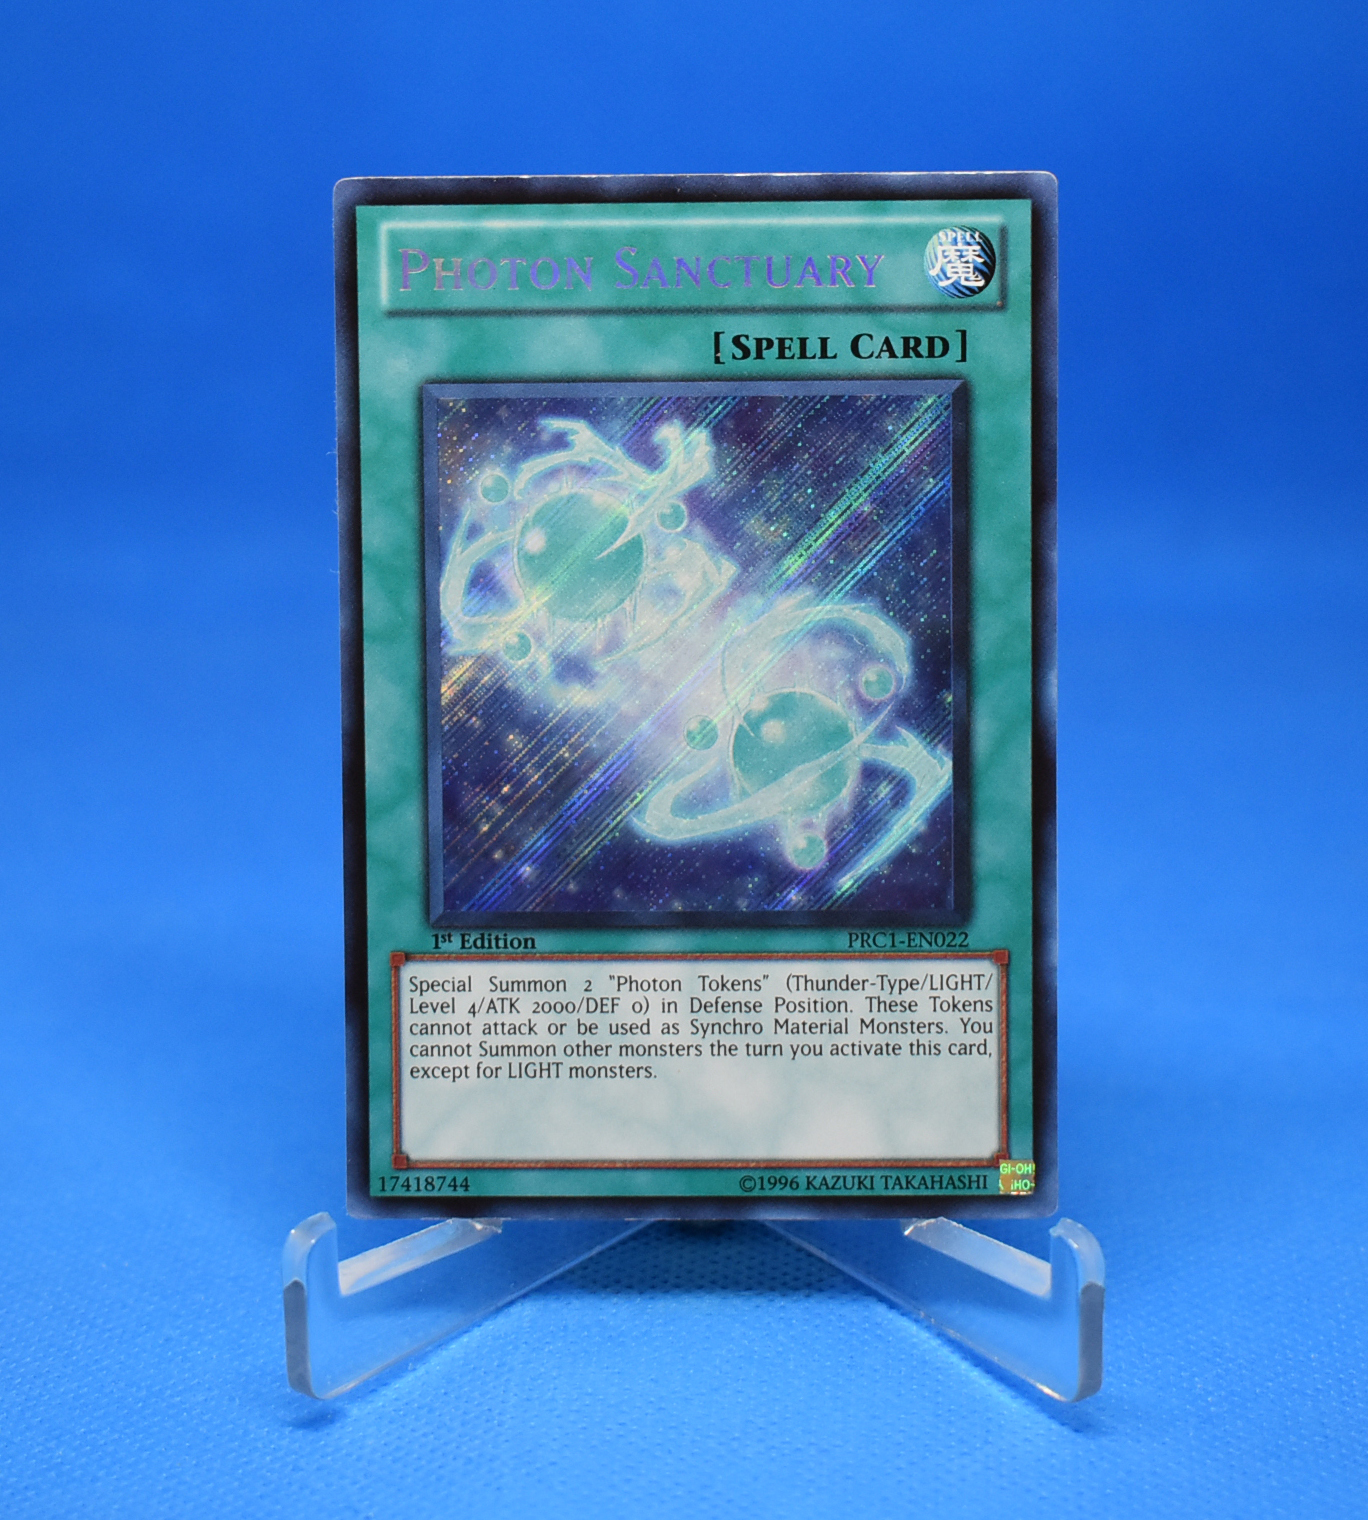 PHOTON SANCTUARY
SPELL
魔
[SPELL CARD]
1st Edition
PRC1-EN022
Special Summon 2 "Photon Tokens" (Thunder-Type/LIGHT/
Level 4/ATK 2000/DEF 0) in Defense Position. These Tokens
cannot attack or be used as Synchro Material Monsters. You
cannot Summon other monsters the turn you activate this card,
except for LIGHT monsters.
17418744
©1996 KAZUKI TAKAHASHI
GI-OH!